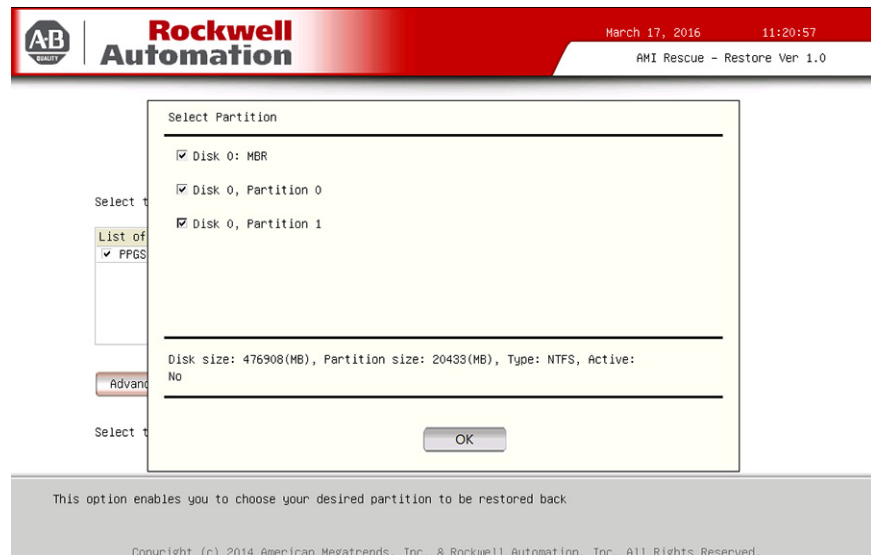 A·B
QUALITY
Rockwell
Automation
March 17, 2016 11:20:57
AMI Rescue - Restore Ver 1.0
Select Partition
Disk 0: MBR
Disk 0, Partition 0
Disk 0, Partition 1
Select t
List of
PPGS
Disk size: 476908(MB), Partition size: 20433(MB), Type: NTFS, Active:
No
Advanc
Select t
OK
This option enables you to choose your desired partition to be restored back
Copyright (c) 2014 American Megatrends, Inc. & Rockwell Automation, Inc. All Rights Reserved.